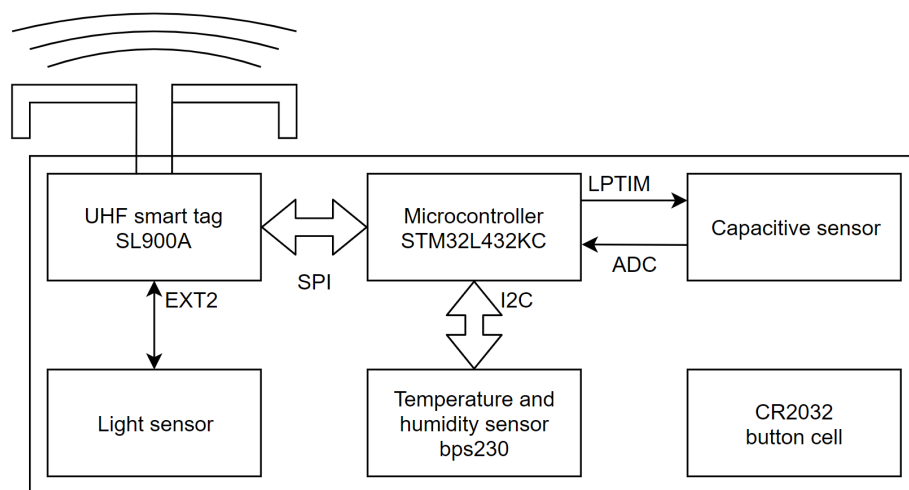 UHF smart tag
SL900A
SPI
Microcontroller
STM32L432KC
LPTIM
ADC
Capacitive sensor
EXT2
I2C
Light sensor
Temperature and
humidity sensor
bps230
CR2032
button cell